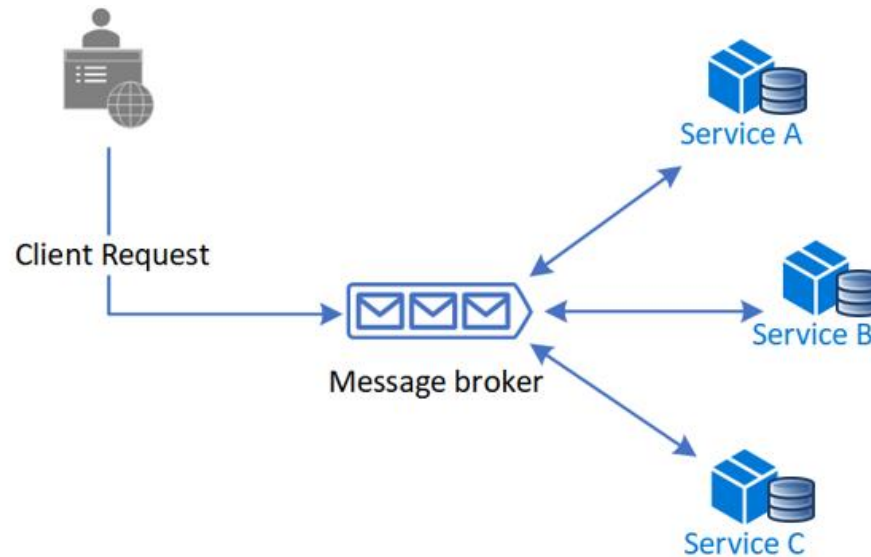 Service A
Client Request
Service B
Message broker
Service C